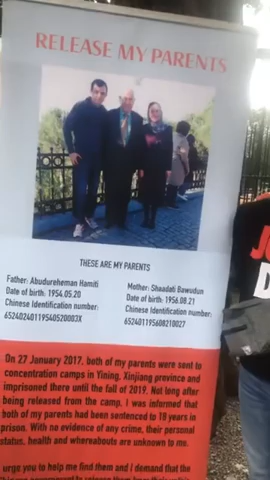 RELEASE MY PARENTS
THESE ARE MY PARENTS
Father: Abudureheman Hamiti
Date of birth: 1954.05.20
Chinese Identification number:
65240240119540520003X
Mother: Shaadati Bawudun
Date of birth: 1956.08.21
Chinese Identification number:
652401195608210027
On 27 January 2017, both of my parents were sent to
concentration camps in Yining, Xinjiang province and
imprisoned there until the fall of 2019. Not long after
being released from the camp, I was informed that
both of my parents had been sentenced to 18 years in
prison. With no evidence of any crime, their personal
status, health and whereabouts are unknown to me.
urge you to help me find them and i demand that the